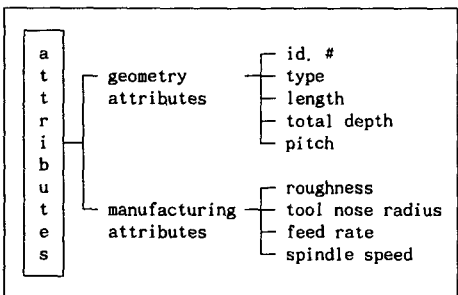 attributes
geometry
attributes
id. #
type
length
total depth
pitch
manufacturing
attributes
roughness
tool nose radius
feed rate
spindle speed